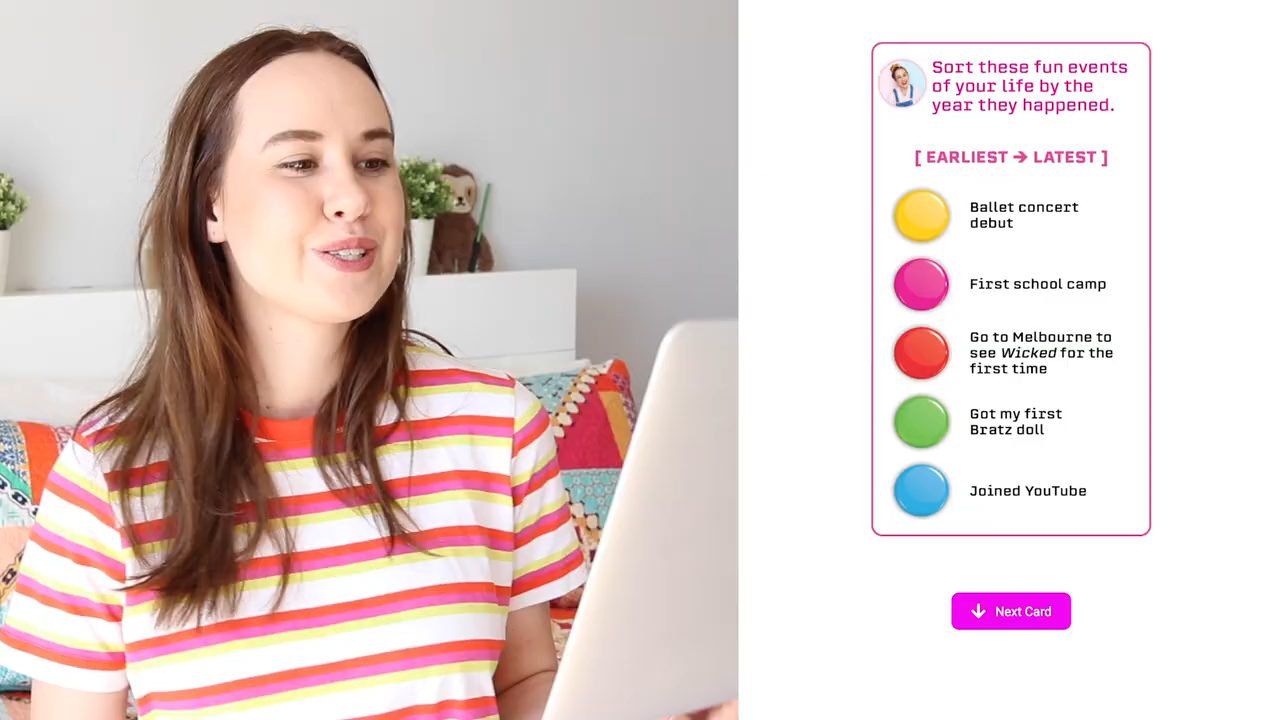 Sort these fun events
of your life by the
year they happened.
[ EARLIEST → LATEST ]
Ballet concert
debut
First school camp
Go to Melbourne to
see Wicked for the
first time
Got my first
Bratz doll
Joined YouTube
Next Card